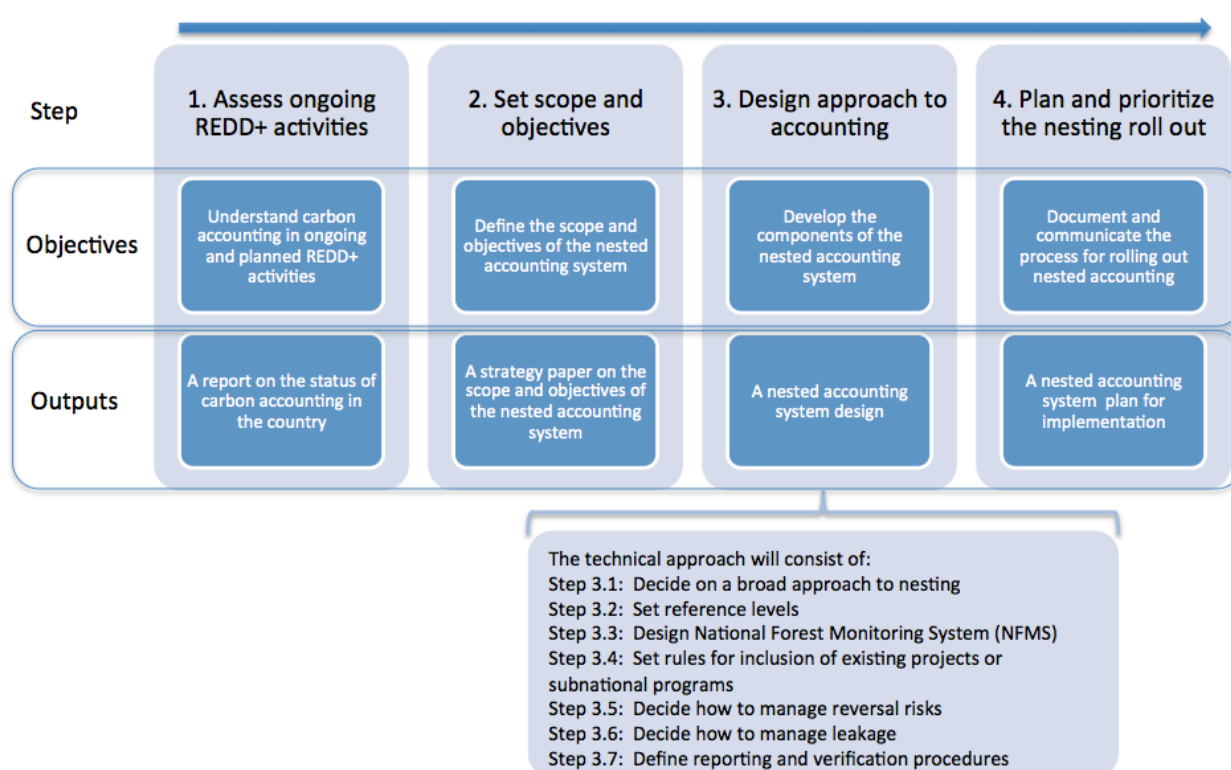 Step
1. Assess ongoing
REDD+ activities
2. Set scope and
objectives
3. Design approach to
accounting
4. Plan and prioritize
the nesting roll out
Objectives
Understand carbon
accounting in ongoing
and planned REDD+
activities
Define the scope and
objectives of the nested
accounting system
Develop the
components of the
nested accounting
system
Document and
communicate the
process for rolling out
nested accounting
Outputs
A report on the status of
carbon accounting in
the country
A strategy paper on the
scope and objectives of
the nested accounting
system
A nested accounting
system design
A nested accounting
system plan for
implementation
The technical approach will consist of:
Step 3.1: Decide on a broad approach to nesting
Step 3.2: Set reference levels
Step 3.3: Design National Forest Monitoring System (NFMS)
Step 3.4: Set rules for inclusion of existing projects or
subnational programs
Step 3.5: Decide how to manage reversal risks
Step 3.6: Decide how to manage leakage
Step 3.7: Define reporting and verification procedures